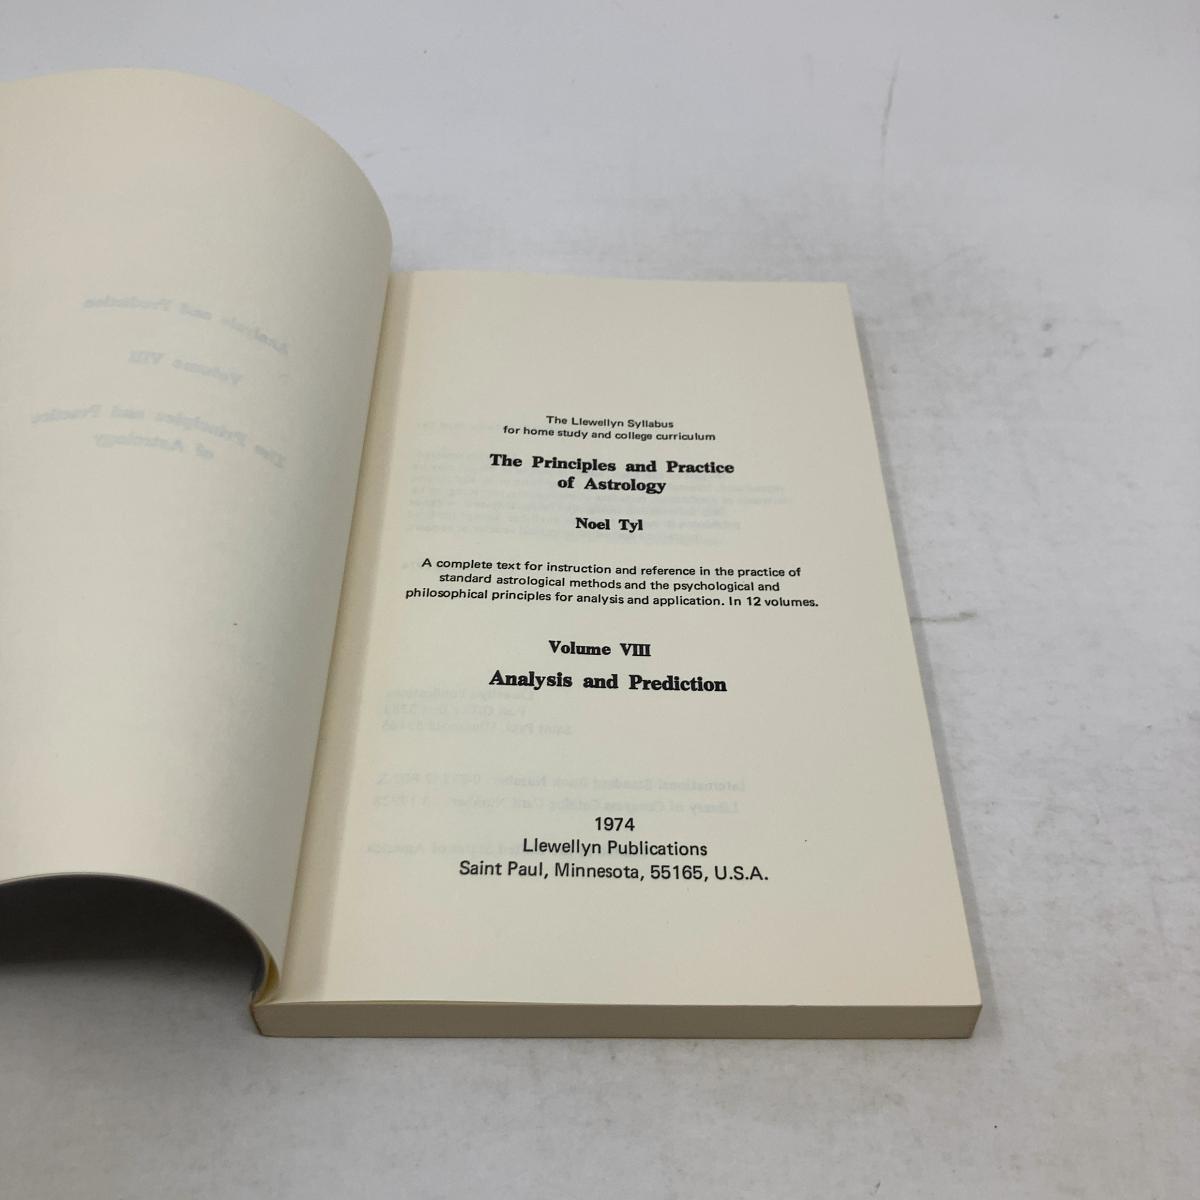 The Llewellyn Syllabus
for home study and college curriculum
The Principles and Practice
of Astrology
Noel Tyl
A complete text for instruction and reference in the practice of
standard astrological methods and the psychological and
philosophical principles for analysis and application. In 12 volumes.
Volume VIII
Analysis and Prediction
1974
Llewellyn Publications
Saint Paul, Minnesota, 55165, U.S.A.